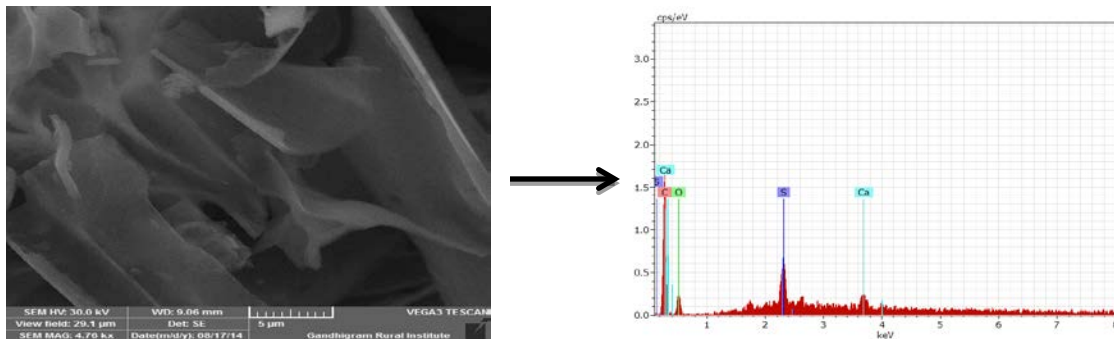 SEM HV: 30.0 kV WD: 9.06 mm VEGA3 TESCAN
View field: 29.1 µm Det: SE 5 µm
SEM MAG: 4.76 kx Date(m/d/y): 08/17/14 Gandhigram Rural Institute
cps/eV
3.0
2.5
2.0
1.5
1.0
0.5
0.0
Ca
S
C O S Ca
1 2 3 4 5 6 7 8
keV